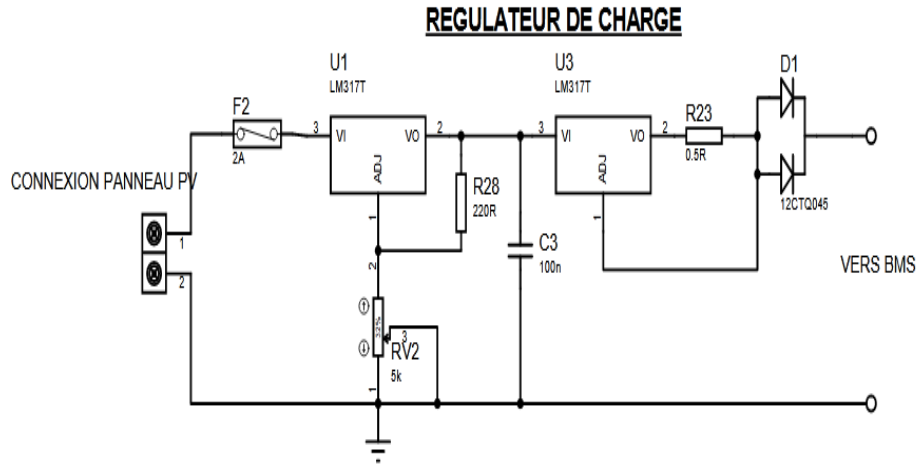 REGULATEUR DE CHARGE
U1
LM317T
U3
LM317T
D1
F2
2A
3
VI
VO
2
ADJ
1
3
VI
VO
2
ADJ
1
R23
0.5R
12CTQ045
CONNEXION PANNEAU PV
1
2
R28
220R
C3
100n
VERS BMS
2
32%
3
RV2
5k
1